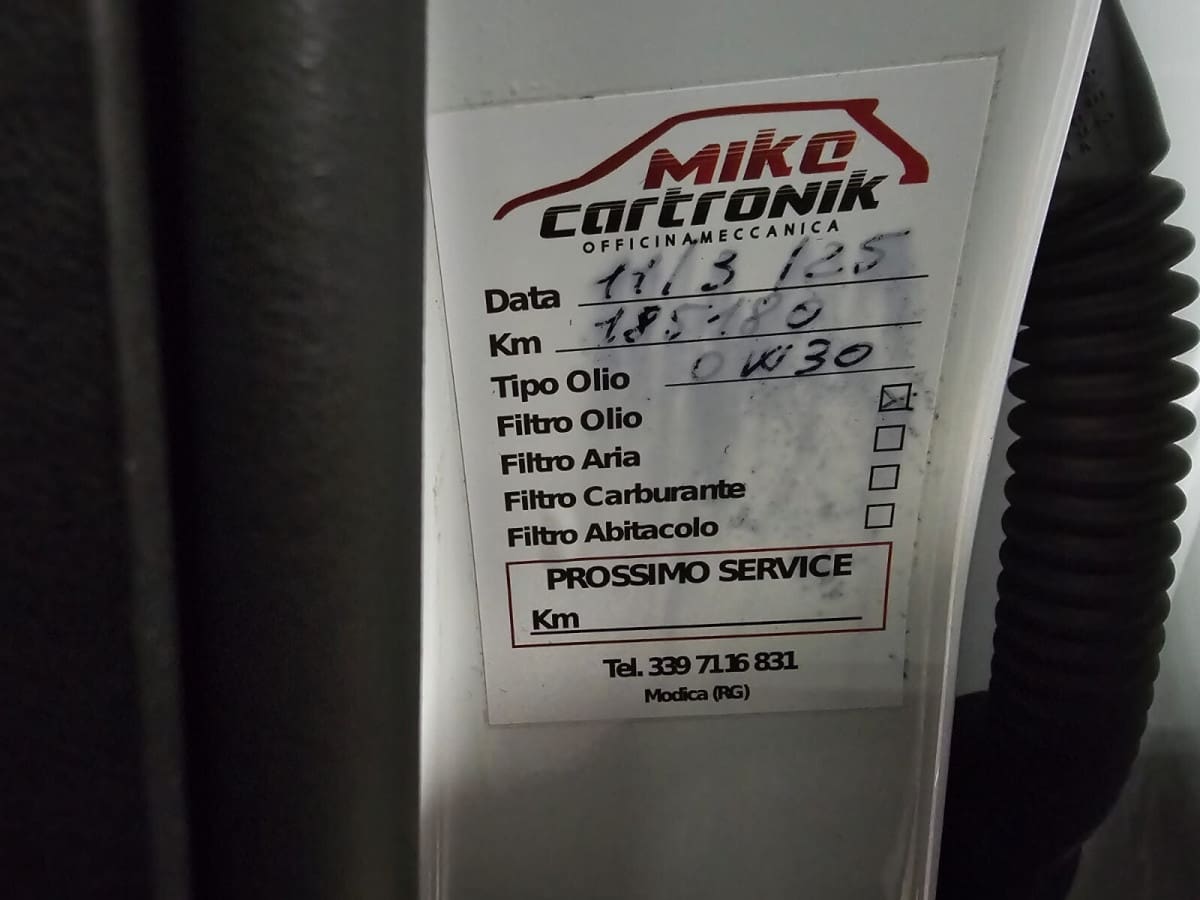 MIKE
CARTRONIK
OFFICINA MECCANICA
Data 11/3/25
Km 185180
Tipo Olio 0W30
Filtro Olio
Filtro Aria
Filtro Carburante
Filtro Abitacolo
PROSSIMO SERVICE
Km
Tel. 339 7116 831
Modica (RG)